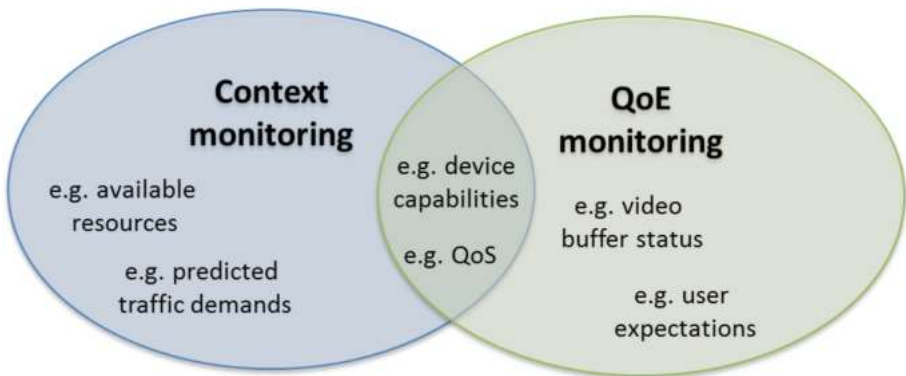 Context
monitoring
e.g. available
resources
e.g. predicted
traffic demands
e.g. device
capabilities
e.g. QoS
QoE
monitoring
e.g. video
buffer status
e.g. user
expectations